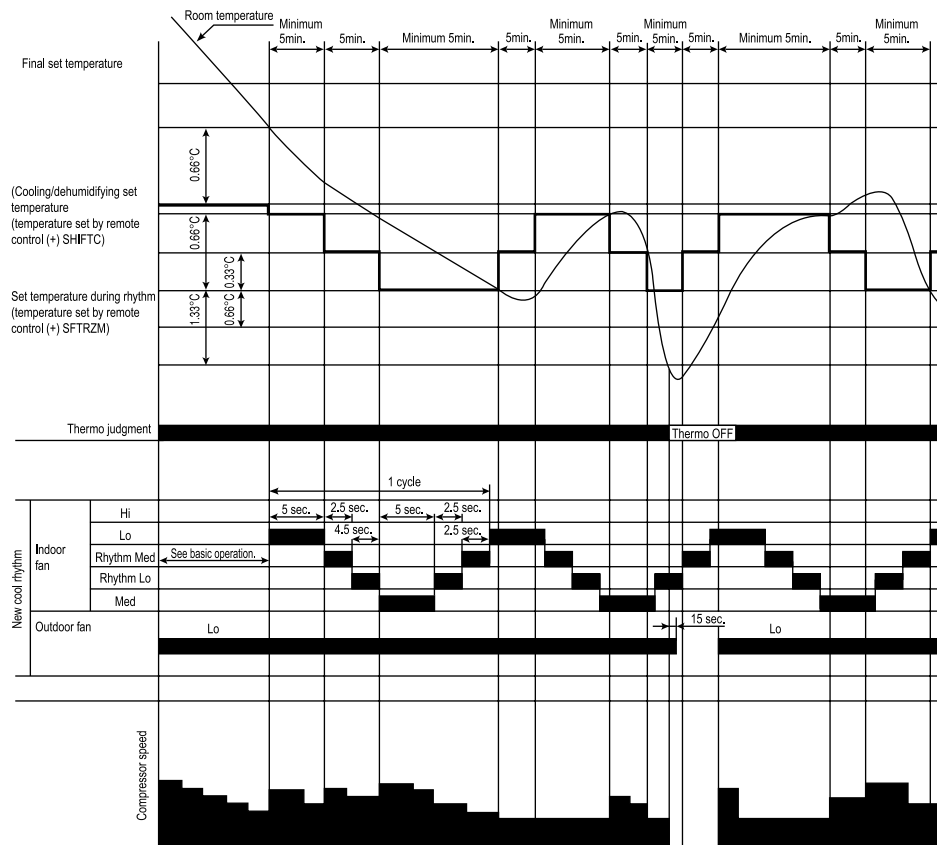 Room temperature
Minimum
5min.
5min.
Minimum 5min.
5min.
Minimum
5min.
5min.
Minimum
5min.
5min.
Minimum 5min.
5min.
Minimum
5min.
Final set temperature
0.66°C
(Cooling/dehumidifying set
temperature
(temperature set by remote
control (+) SHIFTC)
0.66°C
0.33°C
Set temperature during rhythm
(temperature set by remote
control (+) SFTRZM)
1.33°C
0.66°C
Thermo judgment
Thermo OFF
1 cycle
New cool rhythm
Indoor
fan
Hi
5 sec.
2.5 sec.
5 sec.
2.5 sec.
Lo
4.5 sec.
2.5 sec.
Rhythm Med
See basic operation.
Rhythm Lo
Med
Outdoor fan
Lo
15 sec.
Lo
Compressor speed